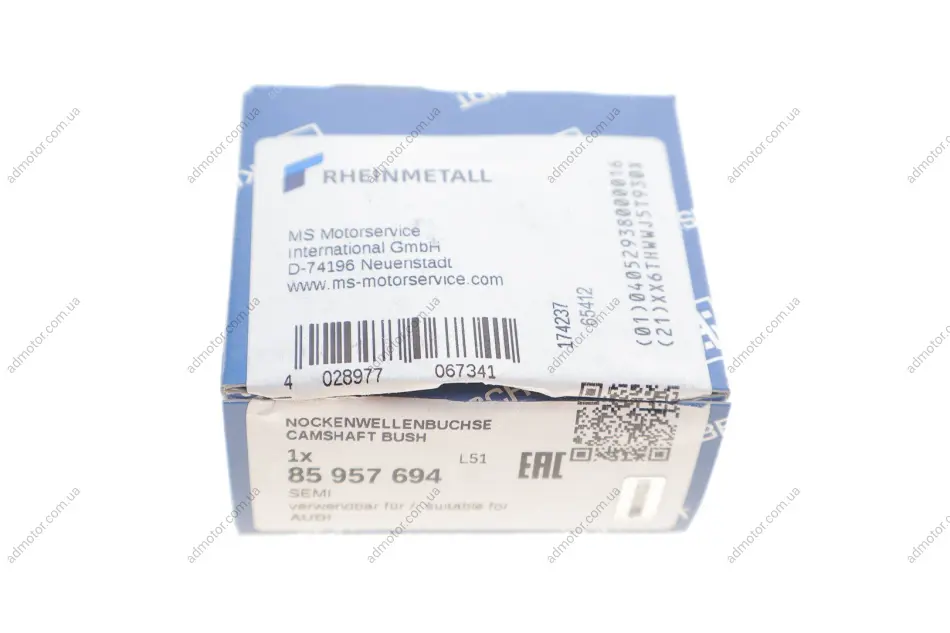 RHEINMETALL
MS Motorservice
International GmbH
D-74196 Neuenstadt
www.ms-motorservice.com
4 028977 067341
174237
65412
(01)04052938000016
(21)XX6THWWJ5T930X
NOCKENWELLENBUCHSE
CAMSHAFT BUSH
1x
L51
EAC
85 957 694
SEMI
verwendbar für / suitable for
AUDI
admotor.com.ua